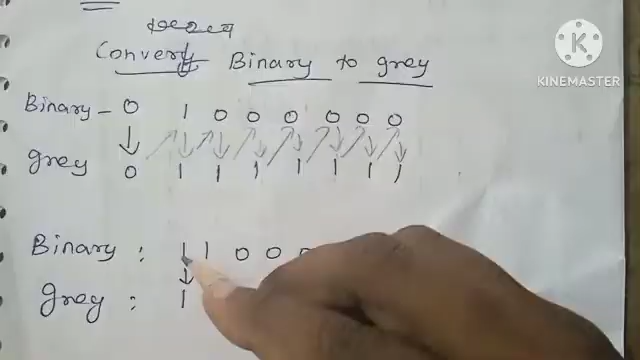 K
KINEMASTER
Convert Binary to grey
Binary - 0 1 0 0 0 0 0 0
grey 0 1 1 1 1 1 1 1
Binary : 1 1 0 0 0
grey : 1